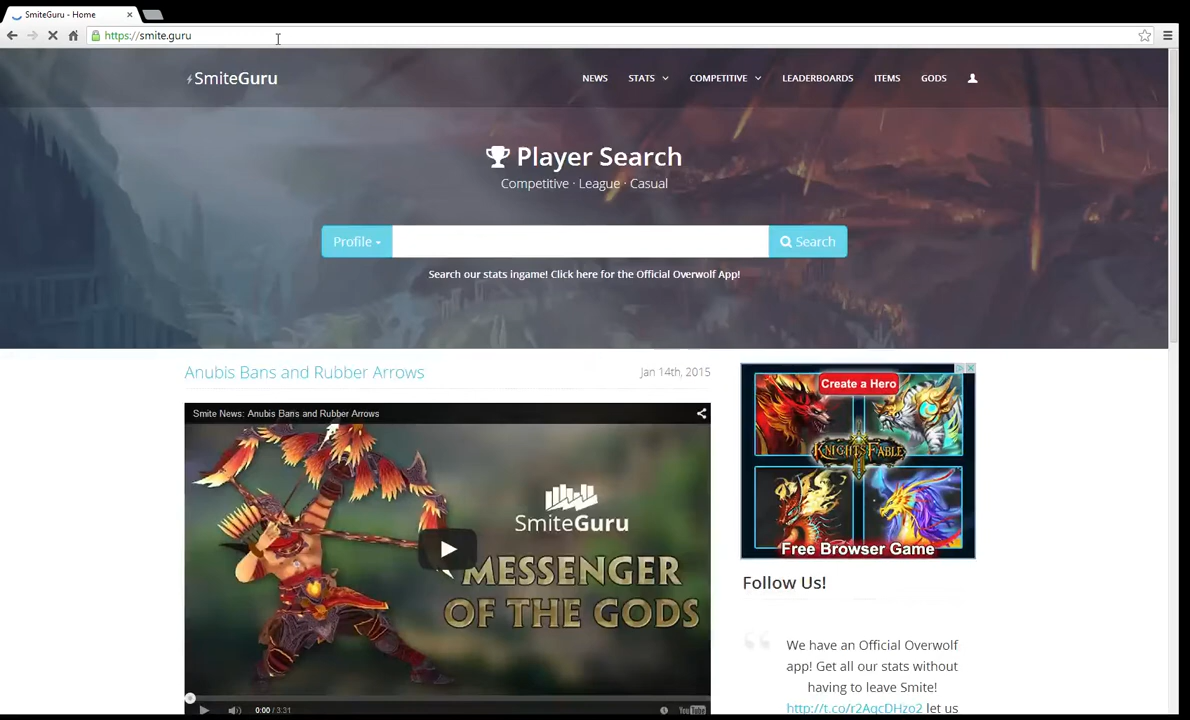 SmiteGuru - Home
https://smite.guru
SmiteGuru
NEWS
STATS
COMPETITIVE
LEADERBOARDS
ITEMS
GODS
Player Search
Competitive · League · Casual
Profile
Search
Search our stats ingame! Click here for the Official Overwolf App!
Anubis Bans and Rubber Arrows
Jan 14th, 2015
Smite News: Anubis Bans and Rubber Arrows
SmiteGuru
MESSENGER
OF THE GODS
0:00 / 3:31
YouTube
Create a Hero
KNIGHTS FABLE
Free Browser Game
Follow Us!
We have an Official Overwolf
app! Get all our stats without
having to leave Smite!
http://t.co/r2AqcDHzo2 let us